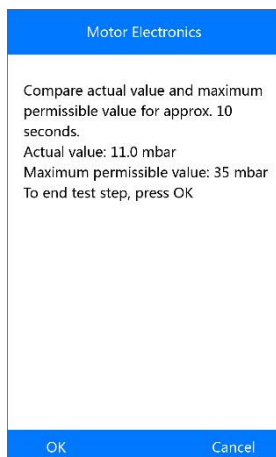 Motor Electronics
Compare actual value and maximum
permissible value for approx. 10
seconds.
Actual value: 11.0 mbar
Maximum permissible value: 35 mbar
To end test step, press OK
OK
Cancel